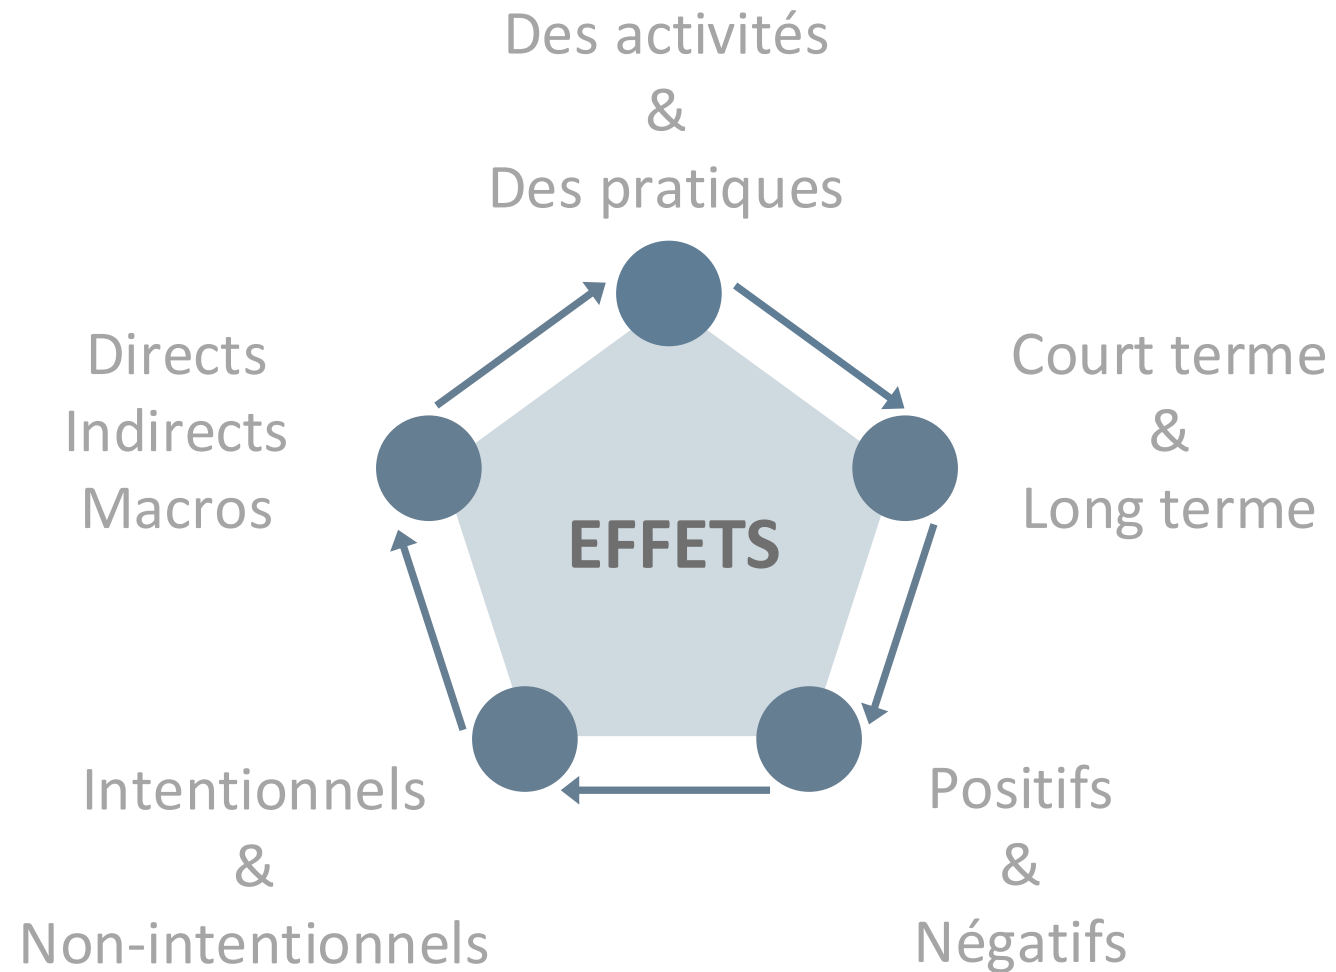 Des activités
&
Des pratiques
Directs
Indirects
Macros
Court terme
&
Long terme
EFFETS
Intentionnels
&
Non-intentionnels
Positifs
&
Négatifs